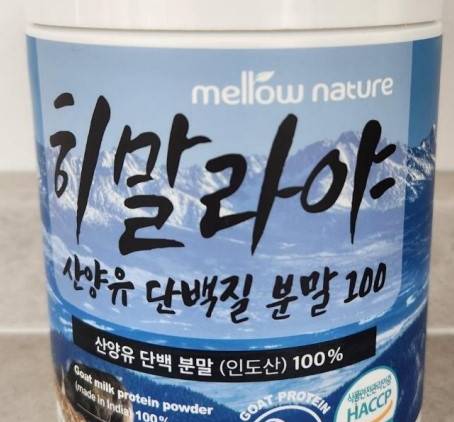 mellow nature
히말라야
산양유 단백질 분말 100
산양유 단백 분말 (인도산) 100%
Goat milk protein powder
(made in India) 100%
GOAT PROTEIN
식품안전관리인증
HACCP